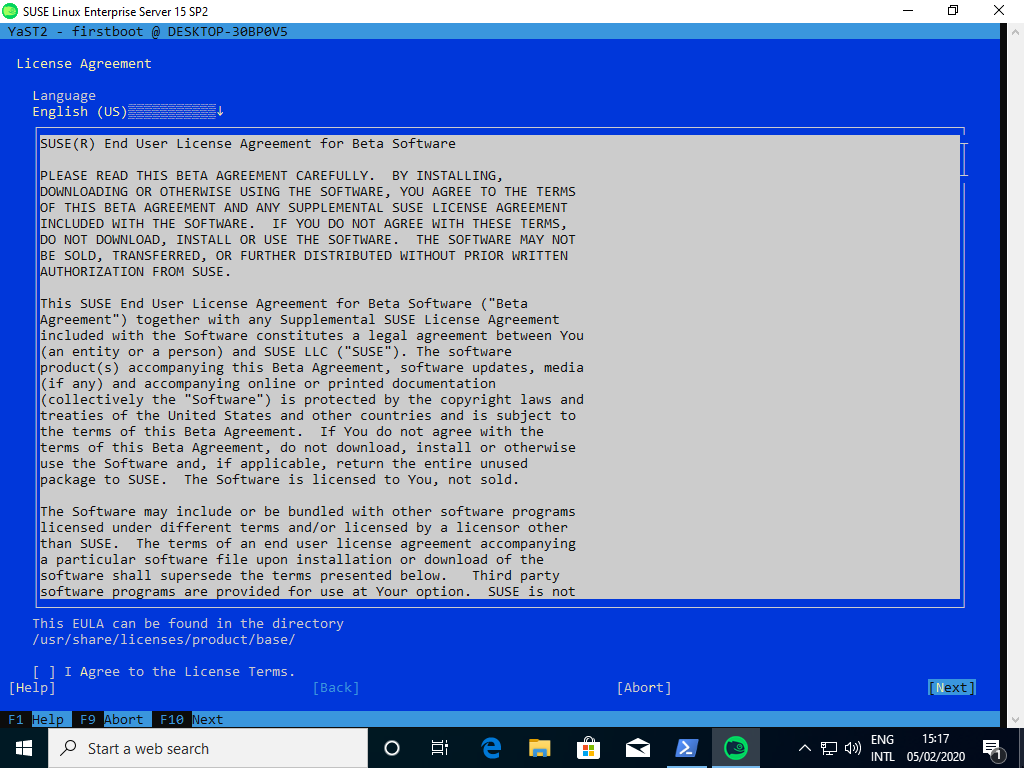 SUSE Linux Enterprise Server 15 SP2
YaST2 - firstboot @ DESKTOP-30BP0V5
License Agreement
Language
English (US)
SUSE(R) End User License Agreement for Beta Software
PLEASE READ THIS BETA AGREEMENT CAREFULLY.  BY INSTALLING,
DOWNLOADING OR OTHERWISE USING THE SOFTWARE, YOU AGREE TO THE TERMS
OF THIS BETA AGREEMENT AND ANY SUPPLEMENTAL SUSE LICENSE AGREEMENT
INCLUDED WITH THE SOFTWARE.  IF YOU DO NOT AGREE WITH THESE TERMS,
DO NOT DOWNLOAD, INSTALL OR USE THE SOFTWARE.  THE SOFTWARE MAY NOT
BE SOLD, TRANSFERRED, OR FURTHER DISTRIBUTED WITHOUT PRIOR WRITTEN
AUTHORIZATION FROM SUSE.
This SUSE End User License Agreement for Beta Software ("Beta
Agreement") together with any Supplemental SUSE License Agreement
included with the Software constitutes a legal agreement between You
(an entity or a person) and SUSE LLC ("SUSE"). The software
product(s) accompanying this Beta Agreement, software updates, media
(if any) and accompanying online or printed documentation
(collectively the "Software") is protected by the copyright laws and
treaties of the United States and other countries and is subject to
the terms of this Beta Agreement.  If You do not agree with the
terms of this Beta Agreement, do not download, install or otherwise
use the Software and, if applicable, return the entire unused
package to SUSE.  The Software is licensed to You, not sold.
The Software may include or be bundled with other software programs
licensed under different terms and/or licensed by a licensor other
than SUSE.  The terms of an end user license agreement accompanying
a particular software file upon installation or download of the
software shall supersede the terms presented below.   Third party
software programs are provided for use at Your option.  SUSE is not
This EULA can be found in the directory
/usr/share/licenses/product/base/
[ ] I Agree to the License Terms.
[Help] [Back] [Abort] [Next]
F1 Help F9 Abort F10 Next
Start a web search
ENG
INTL
15:17
05/02/2020
1